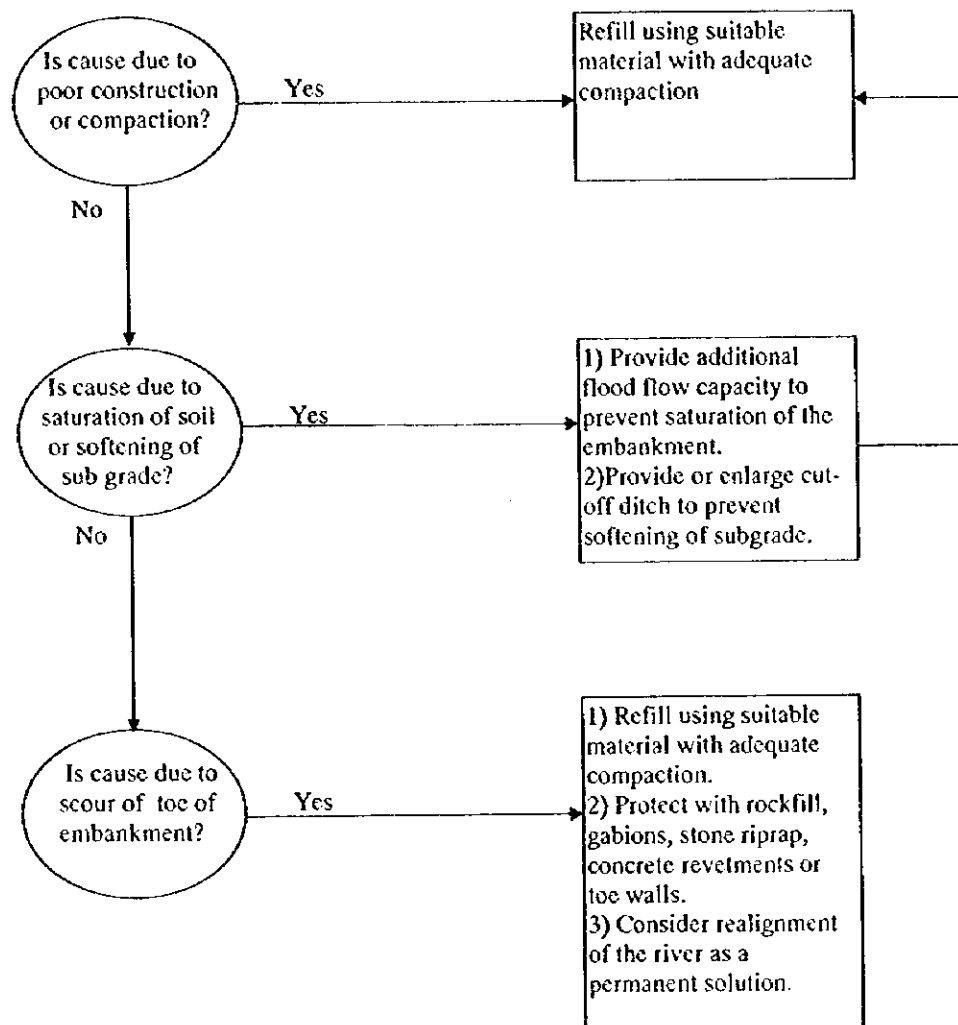 Is cause due to
poor construction
or compaction?
Yes
Refill using suitable
material with adequate
compaction
No
Is cause due to
saturation of soil
or softening of
sub grade?
Yes
1) Provide additional
flood flow capacity to
prevent saturation of the
embankment.
2)Provide or enlarge cut-
off ditch to prevent
softening of subgrade.
No
Is cause due to
scour of toe of
embankment?
Yes
1) Refill using suitable
material with adequate
compaction.
2) Protect with rockfill,
gabions, stone riprap,
concrete revetments or
toe walls.
3) Consider realignment
of the river as a
permanent solution.